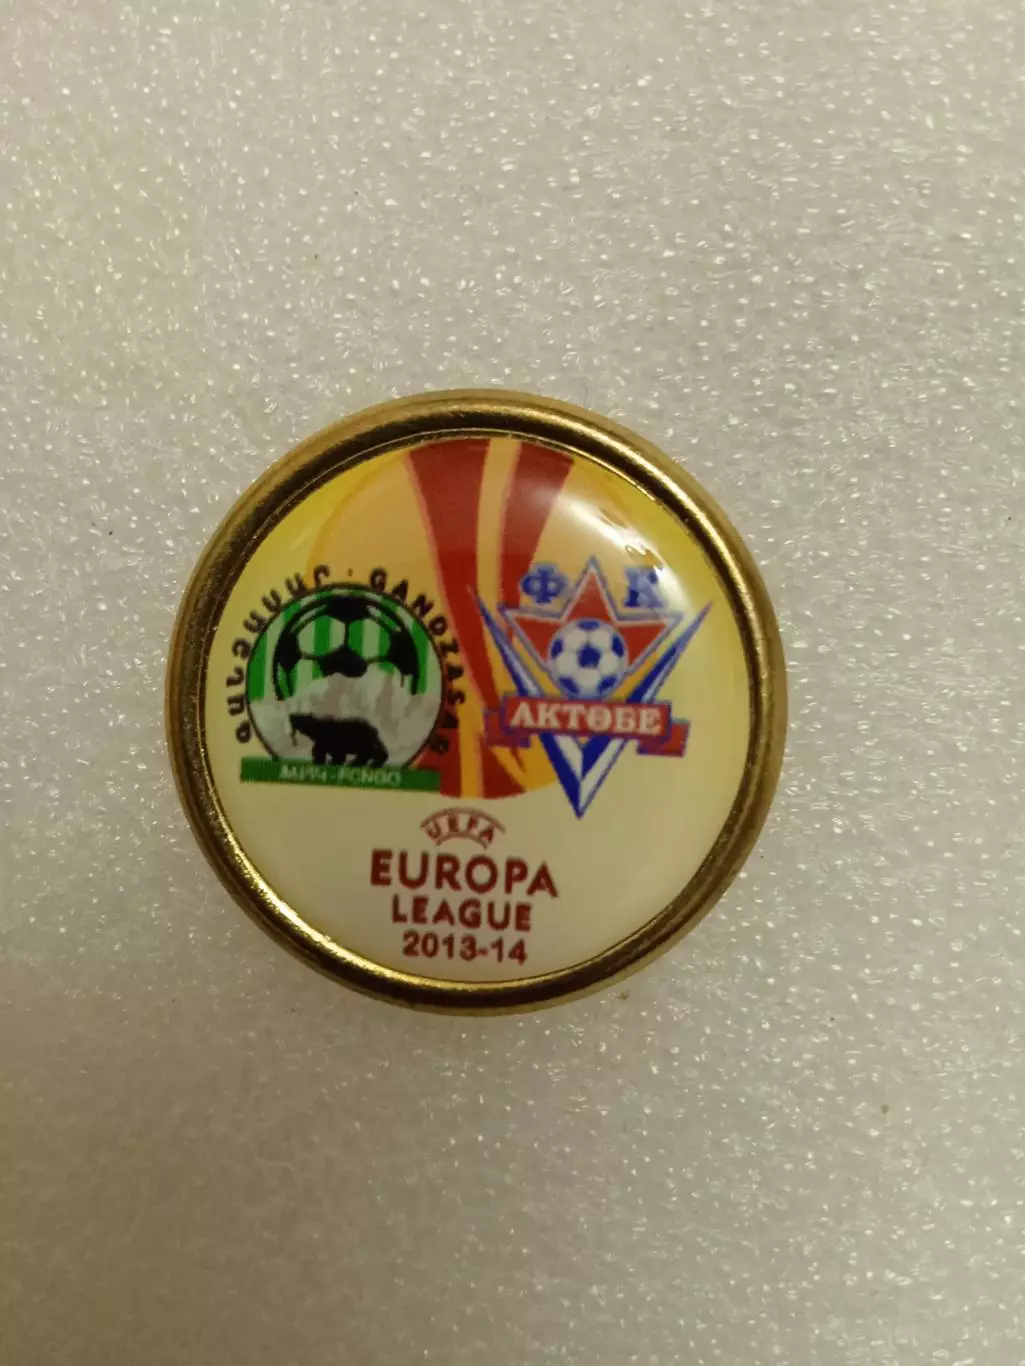 ԳԱՆՁԱՍԱՐ · GANDZASAR
ФК
АКТӨБЕ
UEFA
EUROPA
LEAGUE
2013-14